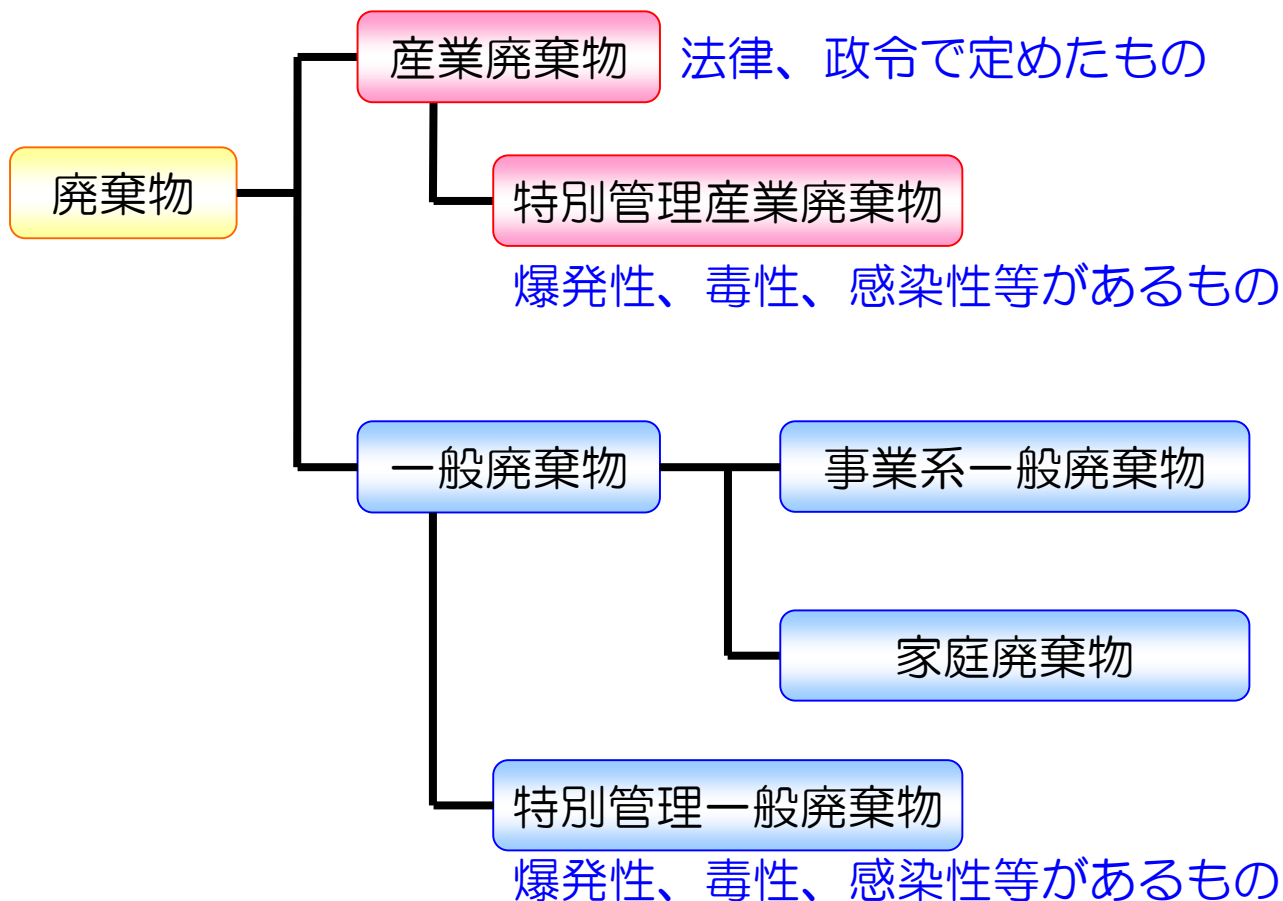 産業廃棄物 法律、政令で定めたもの
廃棄物
特別管理産業廃棄物
爆発性、毒性、感染性等があるもの
一般廃棄物
事業系一般廃棄物
家庭廃棄物
特別管理一般廃棄物
爆発性、毒性、感染性等があるもの